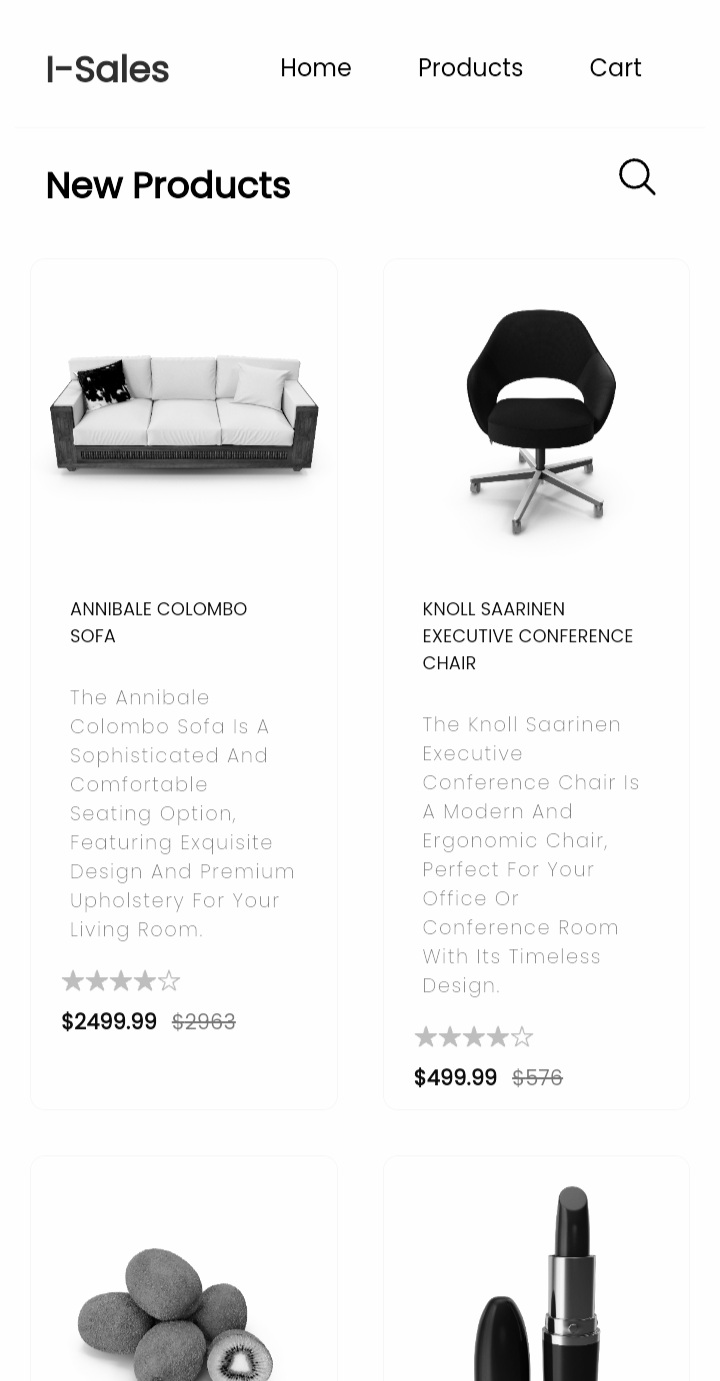 I-Sales
Home Products Cart
New Products
ANNIBALE COLOMBO
SOFA
The Annibale
Colombo Sofa Is A
Sophisticated And
Comfortable
Seating Option,
Featuring Exquisite
Design And Premium
Upholstery For Your
Living Room.
★★★★☆
$2499.99 $2963
KNOLL SAARINEN
EXECUTIVE CONFERENCE
CHAIR
The Knoll Saarinen
Executive
Conference Chair Is
A Modern And
Ergonomic Chair,
Perfect For Your
Office Or
Conference Room
With Its Timeless
Design.
★★★★☆
$499.99 $576